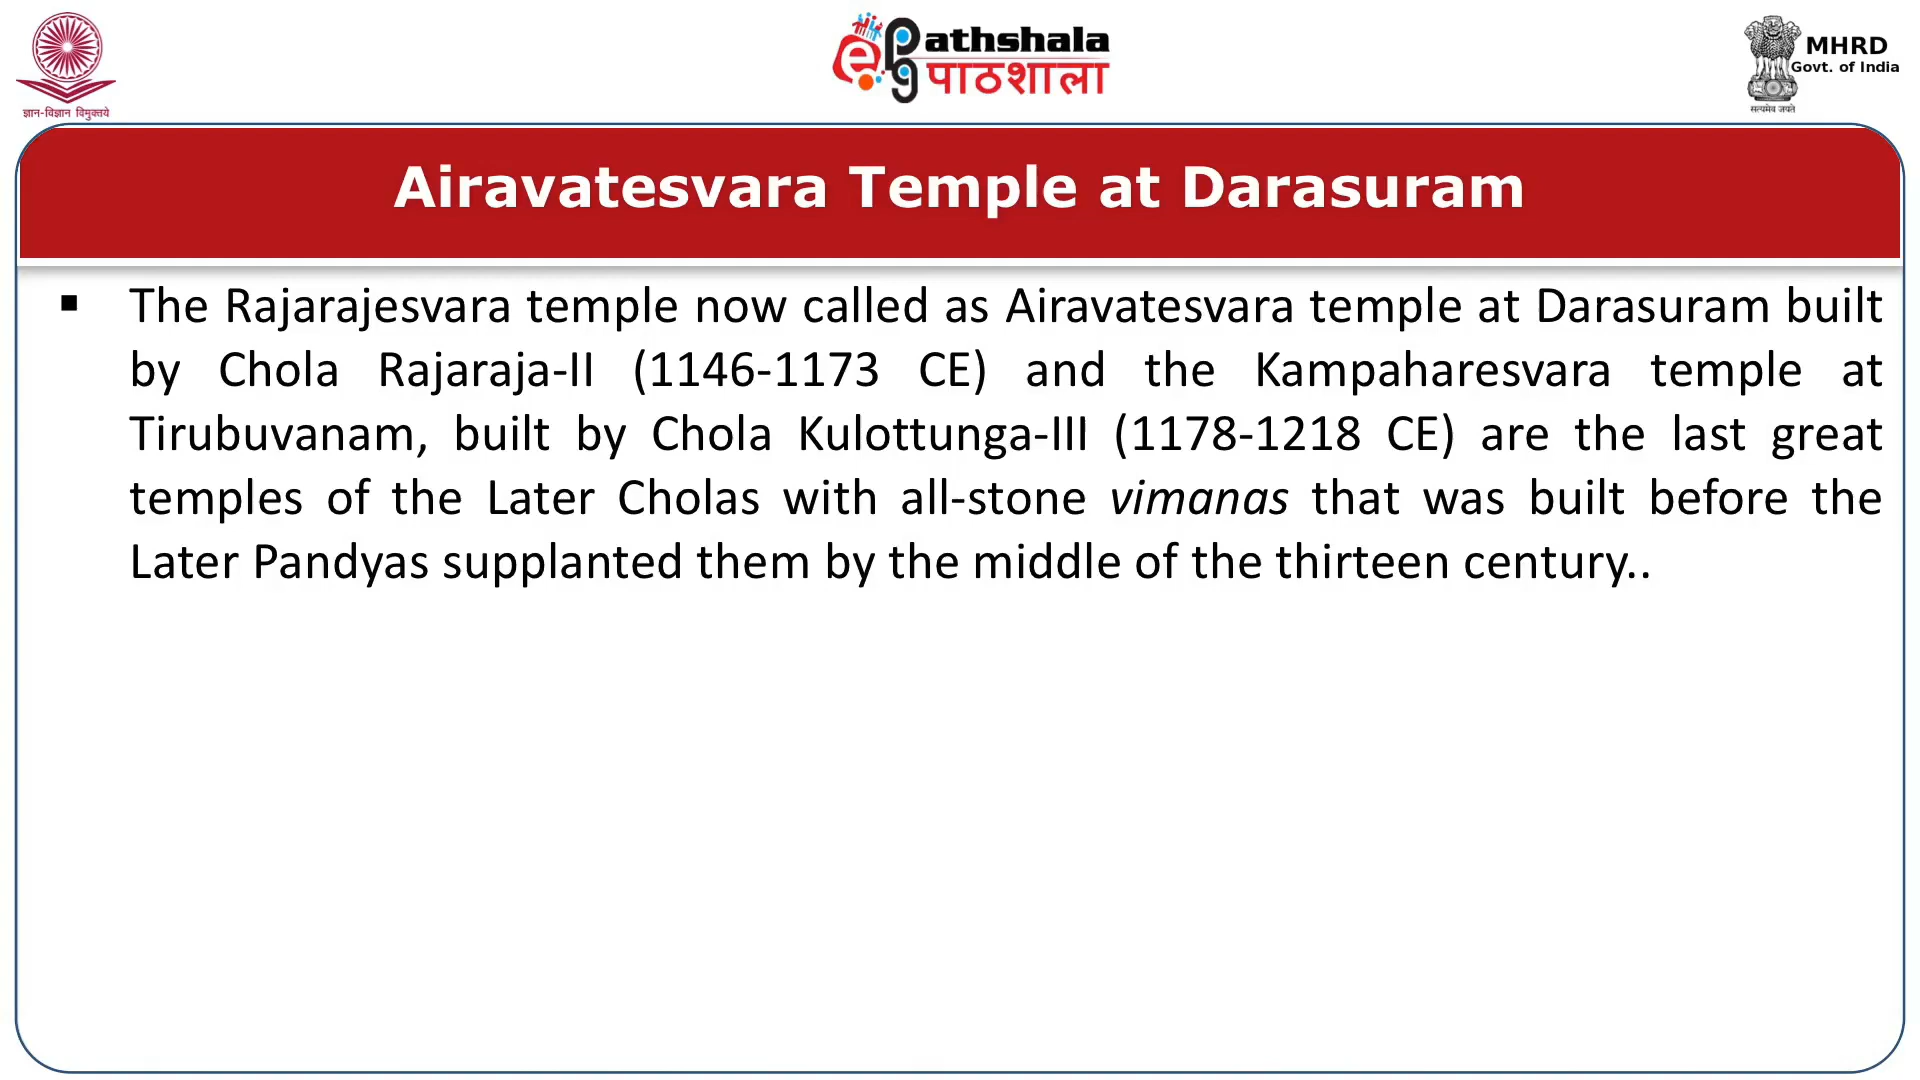 ज्ञान-विज्ञान विमुक्तये
e pg Pathshala
पाठशाला
MHRD
Govt. of India
सत्यमेव जयते
Airavatesvara Temple at Darasuram
▪ The Rajarajesvara temple now called as Airavatesvara temple at Darasuram built
by Chola Rajaraja-II (1146-1173 CE) and the Kampaharesvara temple at
Tirubuvanam, built by Chola Kulottunga-III (1178-1218 CE) are the last great
temples of the Later Cholas with all-stone vimanas that was built before the
Later Pandyas supplanted them by the middle of the thirteen century..